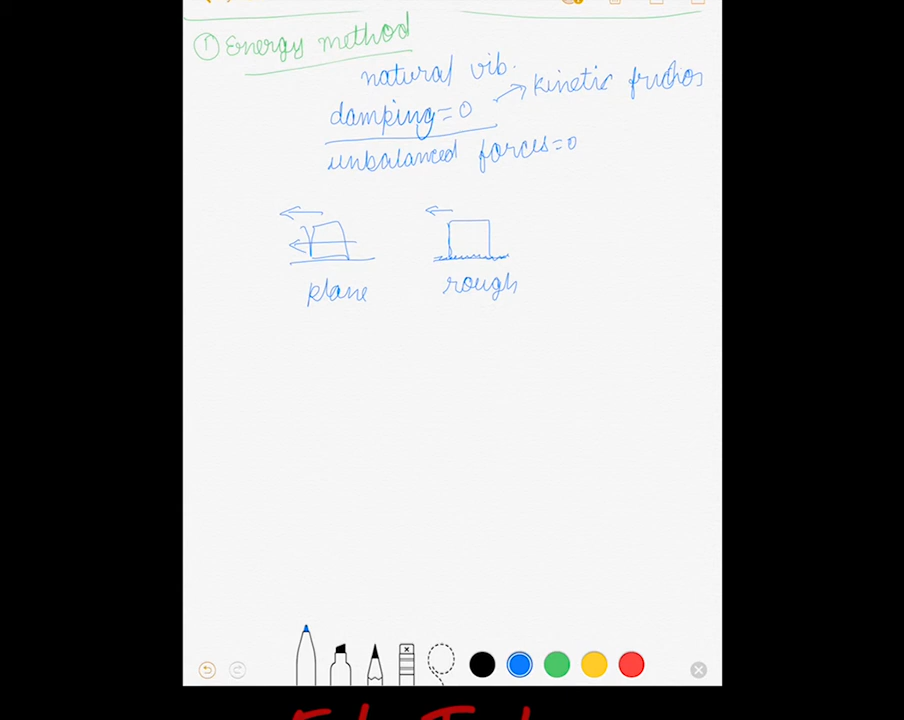 ① Energy method
natural vib.
damping=0 → kinetic friction
unbalanced forces=0
plane
rough